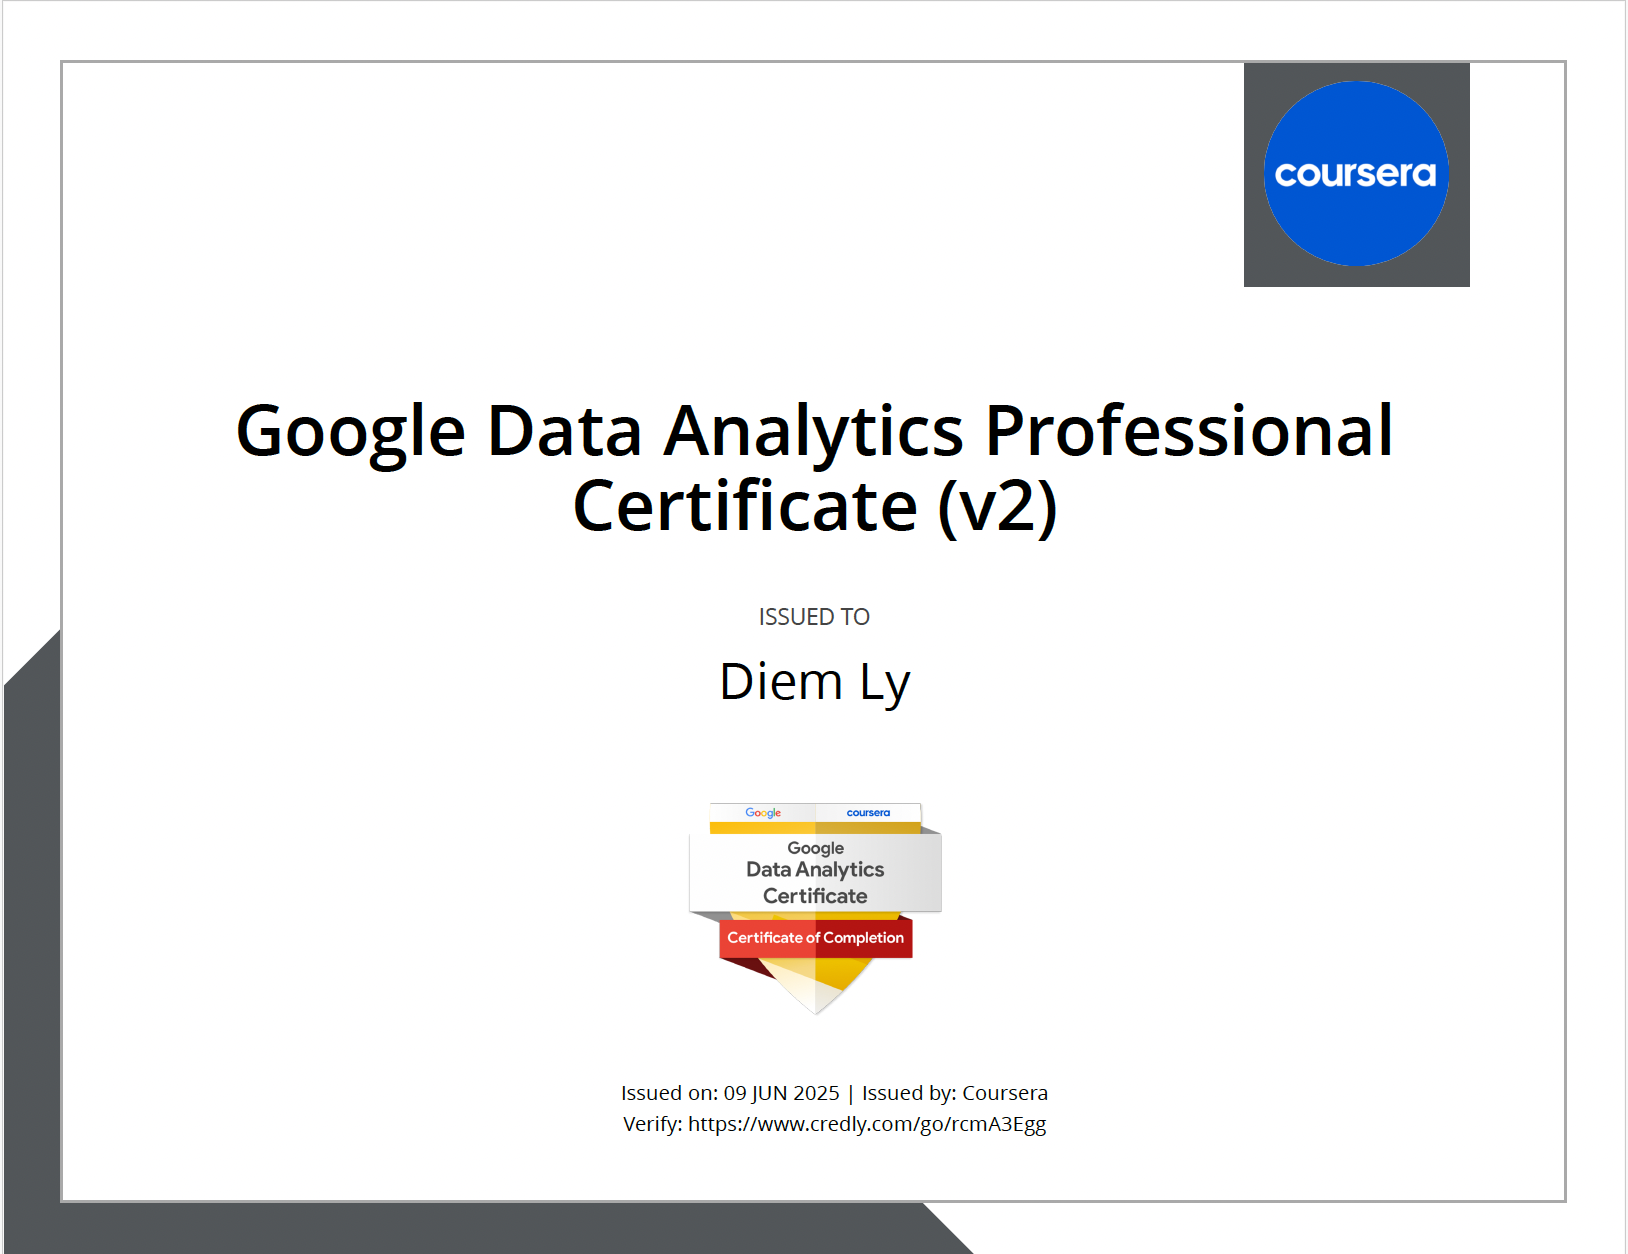 coursera
Google Data Analytics Professional
Certificate (v2)
ISSUED TO
Diem Ly
Google coursera
Google
Data Analytics
Certificate
Certificate of Completion
Issued on: 09 JUN 2025 | Issued by: Coursera
Verify: https://www.credly.com/go/rcmA3Egg